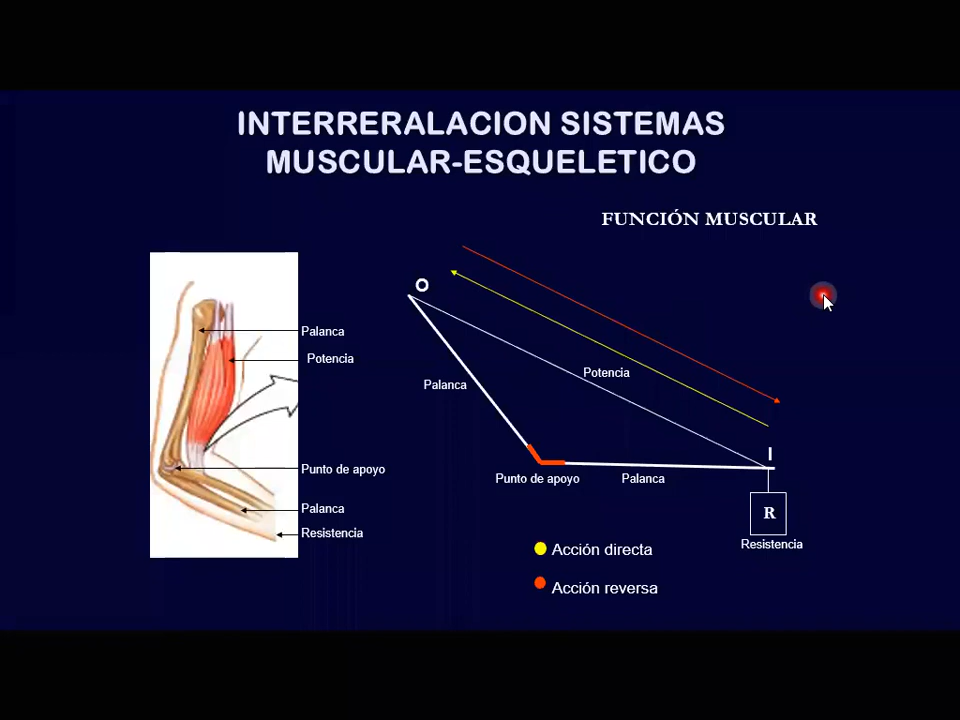 INTERRERALACION SISTEMAS
MUSCULAR-ESQUELETICO
FUNCIÓN MUSCULAR
Palanca
Potencia
Punto de apoyo
Palanca
Resistencia
O
Potencia
Palanca
I
Punto de apoyo
Palanca
R
Resistencia
Acción directa
Acción reversa